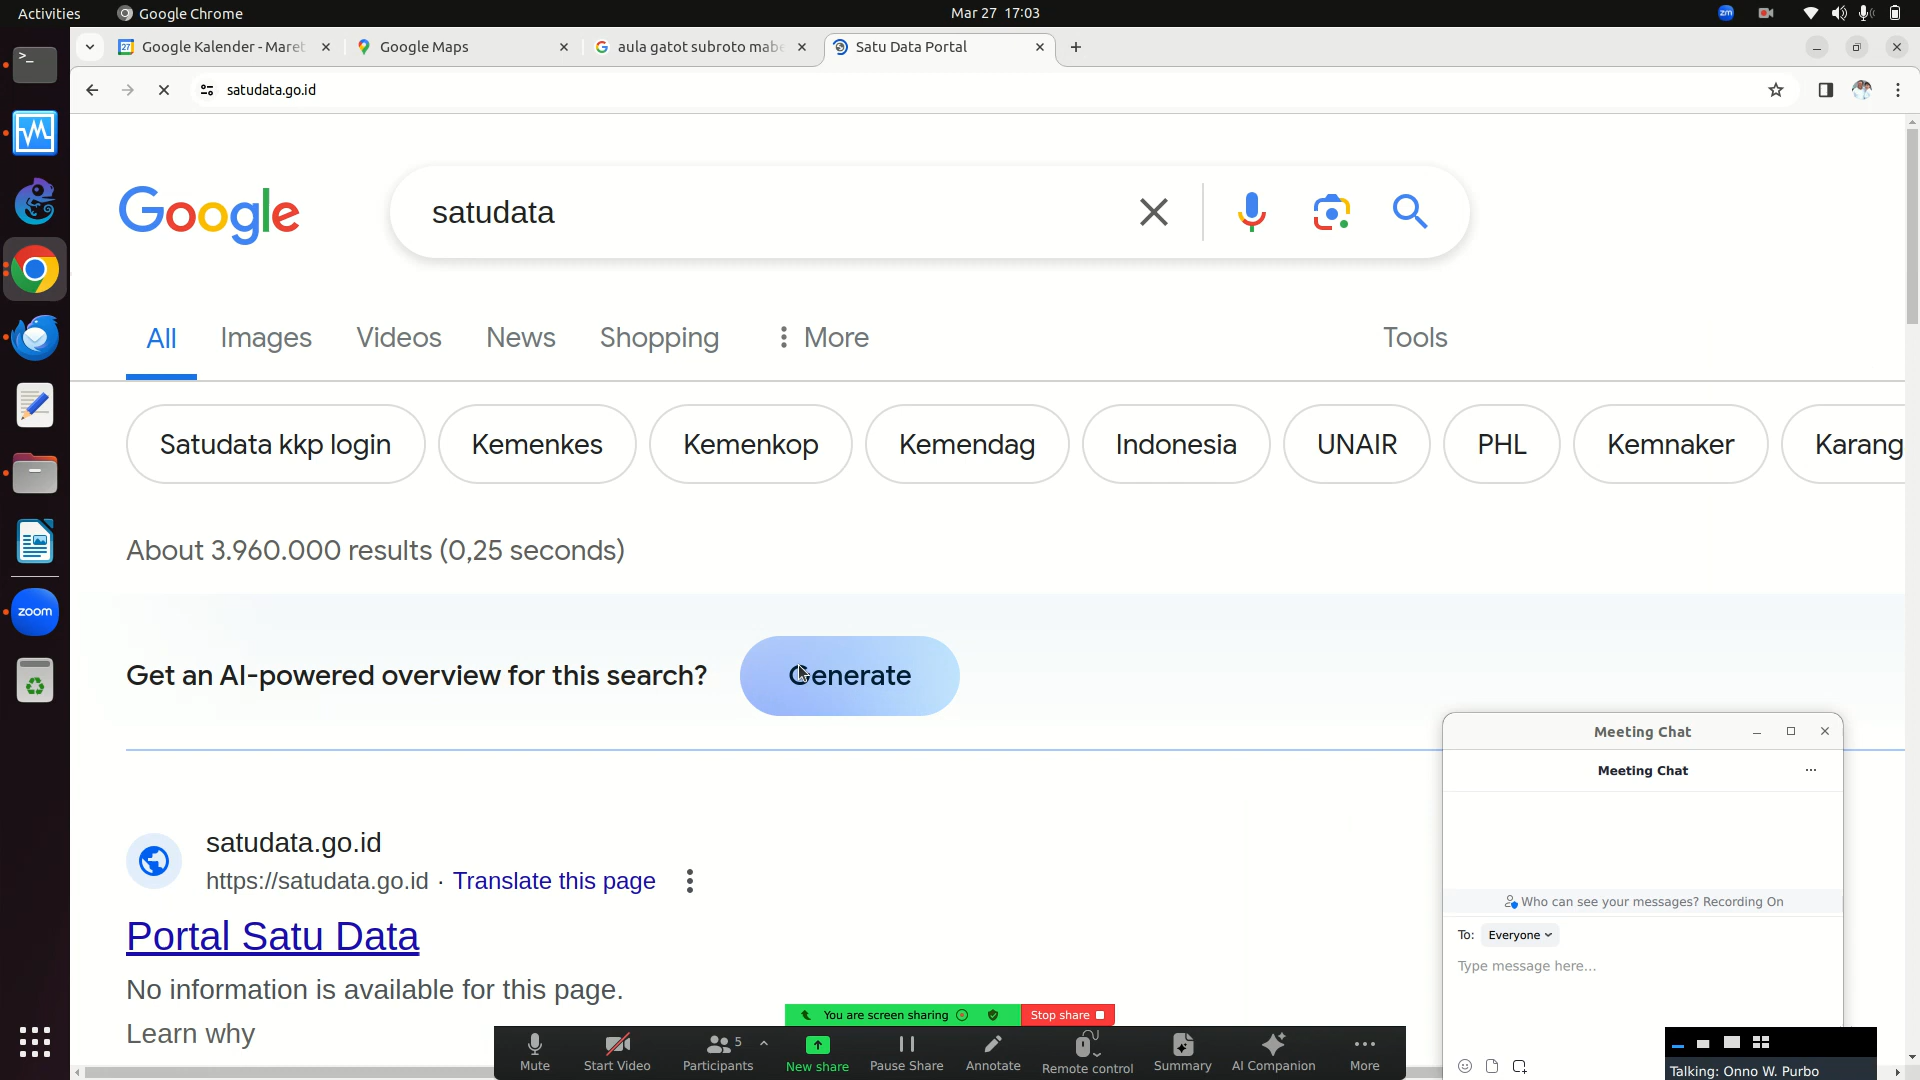 Activities Google Chrome Mar 27 17:03 zm
27 Google Kalender - Maret Google Maps aula gatot subroto mabe Satu Data Portal
satudata.go.id
Google satudata
All Images Videos News Shopping More Tools
Satudata kkp login Kemenkes Kemenkop Kemendag Indonesia UNAIR PHL Kemnaker Karang
About 3.960.000 results (0,25 seconds)
Get an AI-powered overview for this search? Generate
satudata.go.id
https://satudata.go.id · Translate this page
Portal Satu Data
No information is available for this page.
Learn why
zoom
Meeting Chat
Meeting Chat
Who can see your messages? Recording On
To: Everyone
Type message here...
You are screen sharing Stop share
Mute Start Video Participants 5 New share Pause Share Annotate Remote control Summary AI Companion More
Talking: Onno W. Purbo